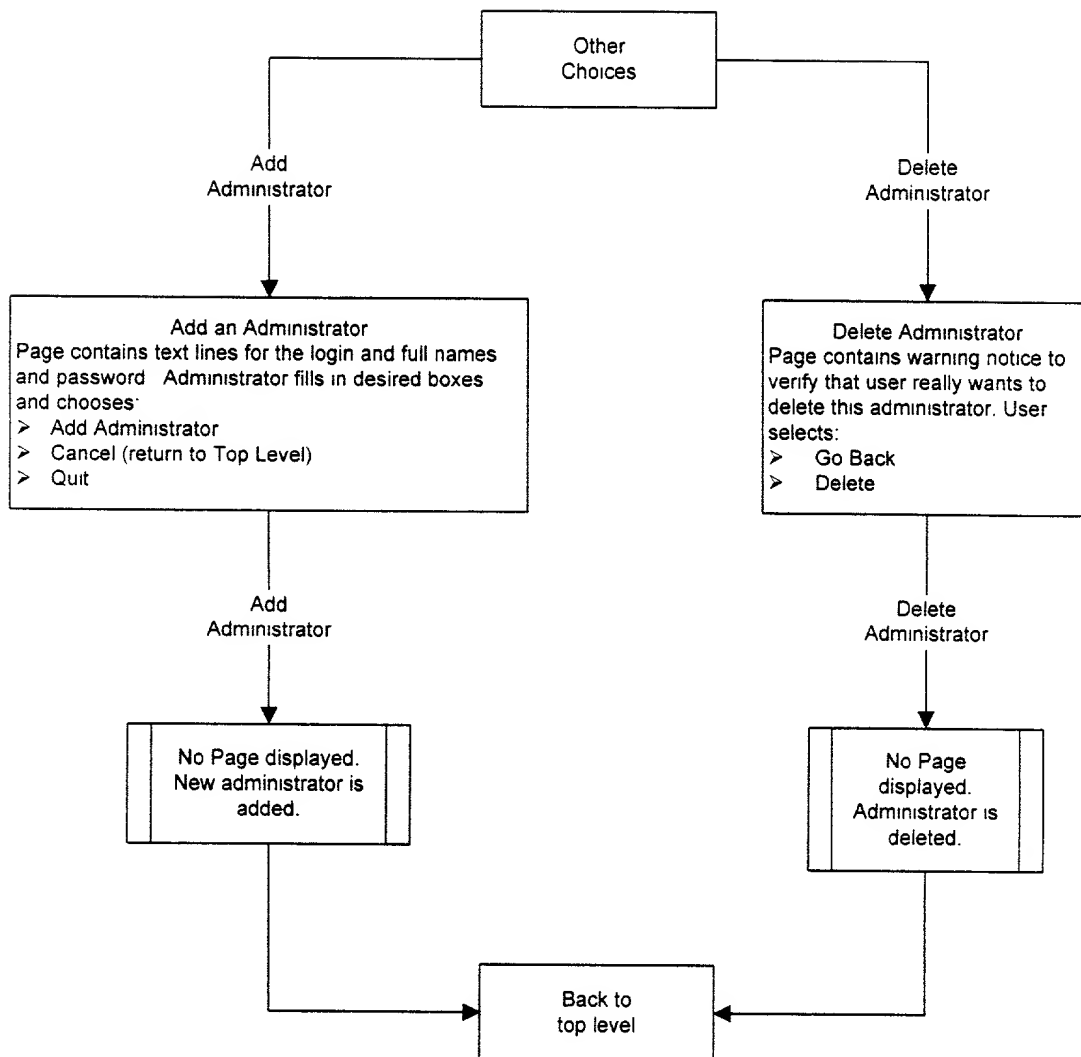 Other
Choices
Add
Administrator
Delete
Administrator
Add an Administrator
Page contains text lines for the login and full names
and password Administrator fills in desired boxes
and chooses:
➢ Add Administrator
➢ Cancel (return to Top Level)
➢ Quit
Delete Administrator
Page contains warning notice to
verify that user really wants to
delete this administrator. User
selects:
➢ Go Back
➢ Delete
Add
Administrator
Delete
Administrator
No Page displayed.
New administrator is
added.
No Page
displayed.
Administrator is
deleted.
Back to
top level